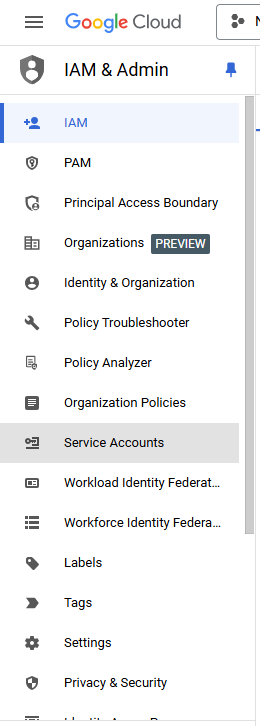 Google Cloud
IAM & Admin
IAM
PAM
Principal Access Boundary
Organizations PREVIEW
Identity & Organization
Policy Troubleshooter
Policy Analyzer
Organization Policies
Service Accounts
Workload Identity Federat...
Workforce Identity Federa...
Labels
Tags
Settings
Privacy & Security